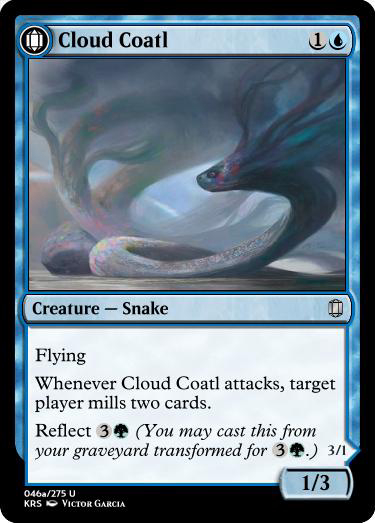 Cloud Coatl 1
Creature — Snake
Flying
Whenever Cloud Coatl attacks, target
player mills two cards.
Reflect 3 (You may cast this from
your graveyard transformed for 3.) 3/1
1/3
046a/275 U
KRS Victor Garcia